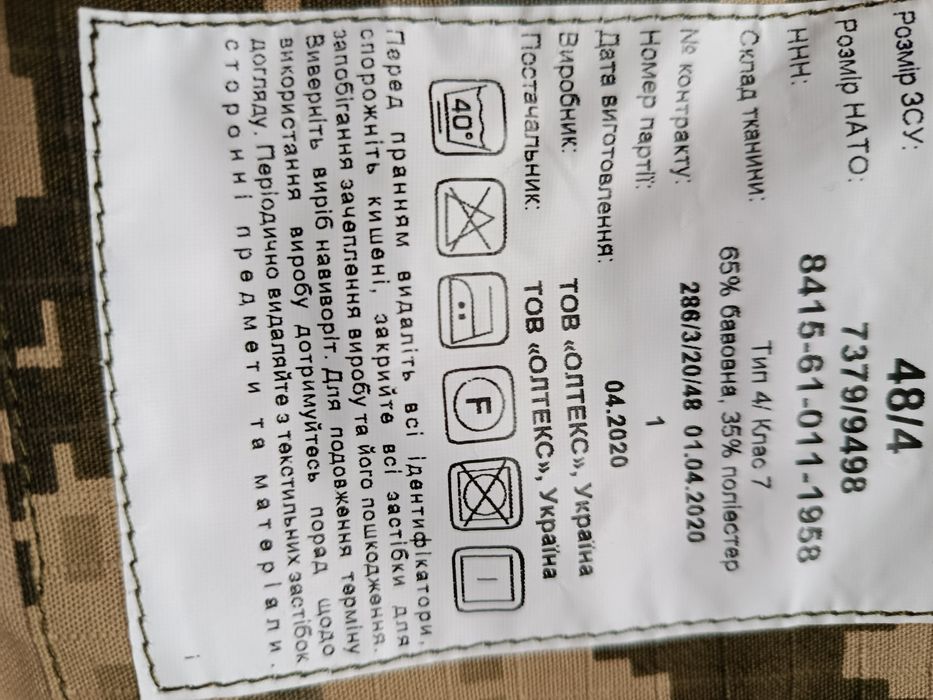 Розмір ЗСУ: 48/4
Розмір НАТО: 7379/9498
ННН: 8415-61-011-1958
Тип 4/ Клас 7
Склад тканини: 65% бавовна, 35% поліестер
№ контракту: 286/3/20/48 01.04.2020
Номер партії: 1
Дата виготовлення: 04.2020
Виробник: ТОВ «ОЛТЕКС», Україна
Постачальник: ТОВ «ОЛТЕКС», Україна
40° F
Перед пранням видаліть всі ідентифікатори,
спорожніть кишені, закрийте всі застібки для
запобігання зачеплення виробу та його пошкодження.
Виверніть виріб навиворіт. Для подовження терміну
використання виробу дотримуйтесь порад щодо
догляду. Періодично видаляйте з текстильних застібок
сторонні предмети та матеріали.
і